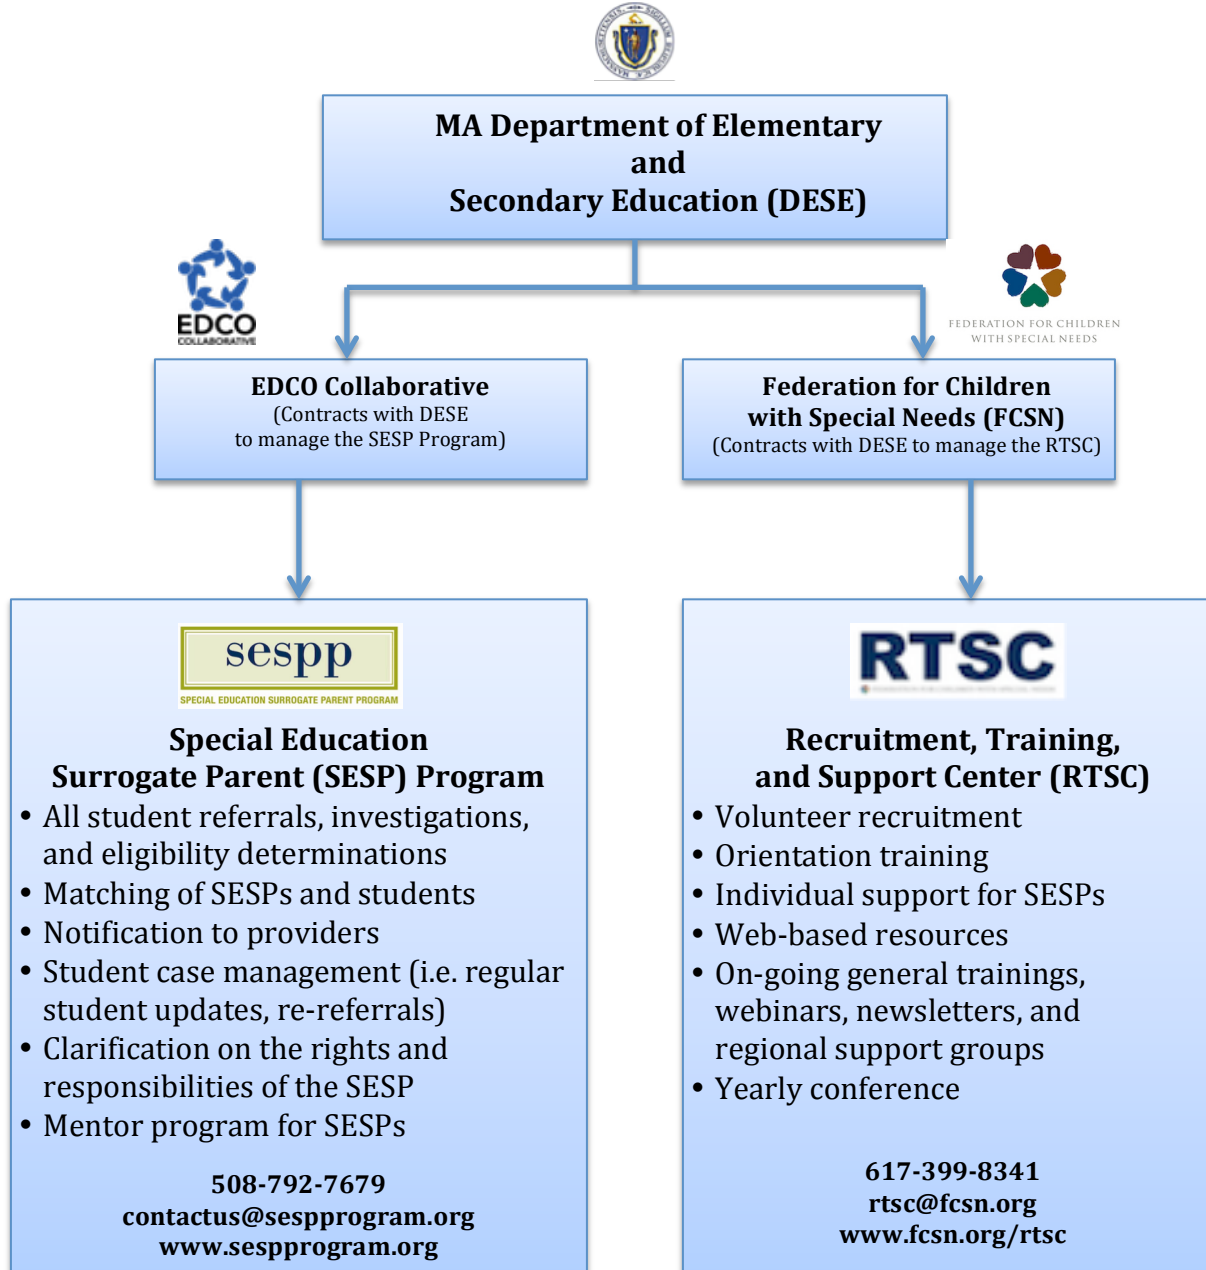 MA Department of Elementary
and
Secondary Education (DESE)
EDCO
COLLABORATIVE
FEDERATION FOR CHILDREN
WITH SPECIAL NEEDS
EDCO Collaborative
(Contracts with DESE
to manage the SESP Program)
Federation for Children
with Special Needs (FCSN)
(Contracts with DESE to manage the RTSC)
sespp
SPECIAL EDUCATION SURROGATE PARENT PROGRAM
Special Education
Surrogate Parent (SESP) Program
• All student referrals, investigations,
and eligibility determinations
• Matching of SESPs and students
• Notification to providers
• Student case management (i.e. regular
student updates, re-referrals)
• Clarification on the rights and
responsibilities of the SESP
• Mentor program for SESPs
508-792-7679
contactus@sespprogram.org
www.sespprogram.org
RTSC
Recruitment, Training,
and Support Center (RTSC)
• Volunteer recruitment
• Orientation training
• Individual support for SESPs
• Web-based resources
• On-going general trainings,
webinars, newsletters, and
regional support groups
• Yearly conference
617-399-8341
rtsc@fcsn.org
www.fcsn.org/rtsc